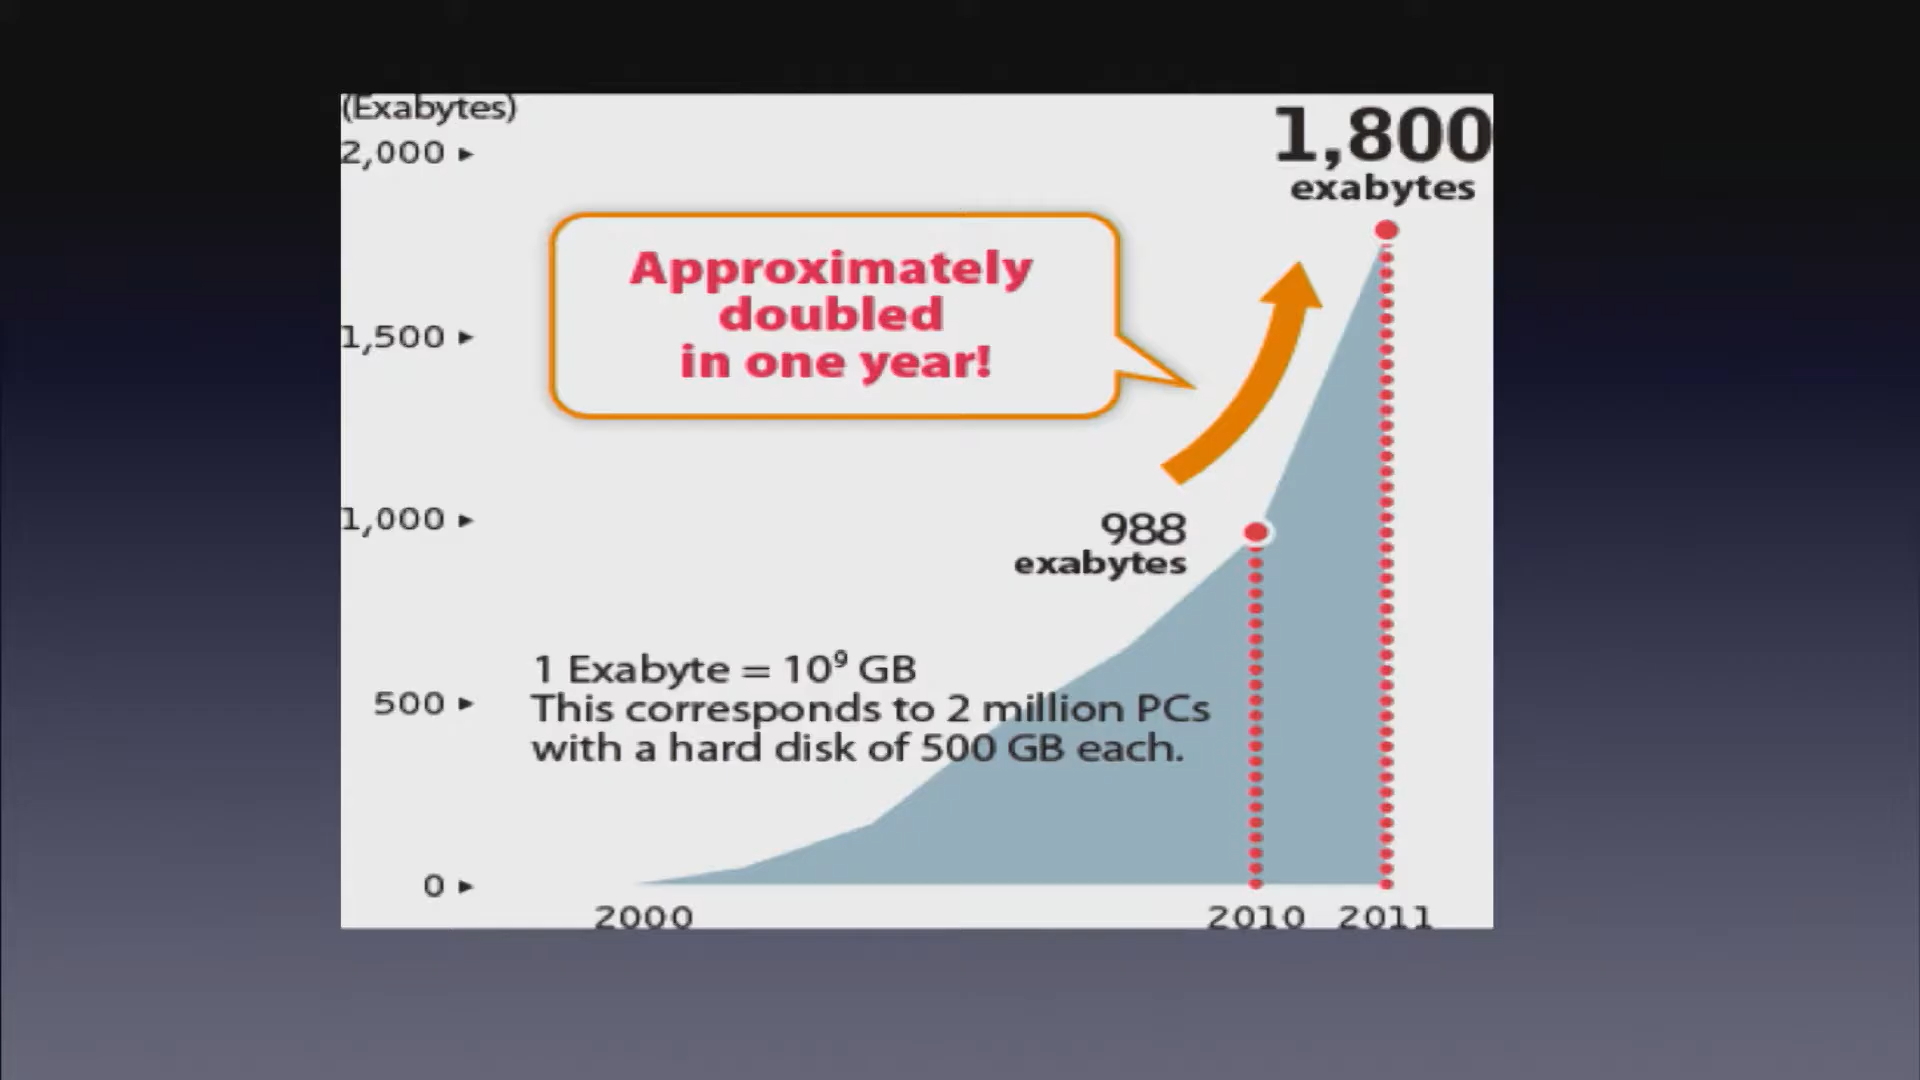 (Exabytes)
2,000
1,800
exabytes
Approximately
doubled
in one year!
1,500
1,000
988
exabytes
1 Exabyte = 10⁹ GB
This corresponds to 2 million PCs
with a hard disk of 500 GB each.
500
0
2000 2010 2011